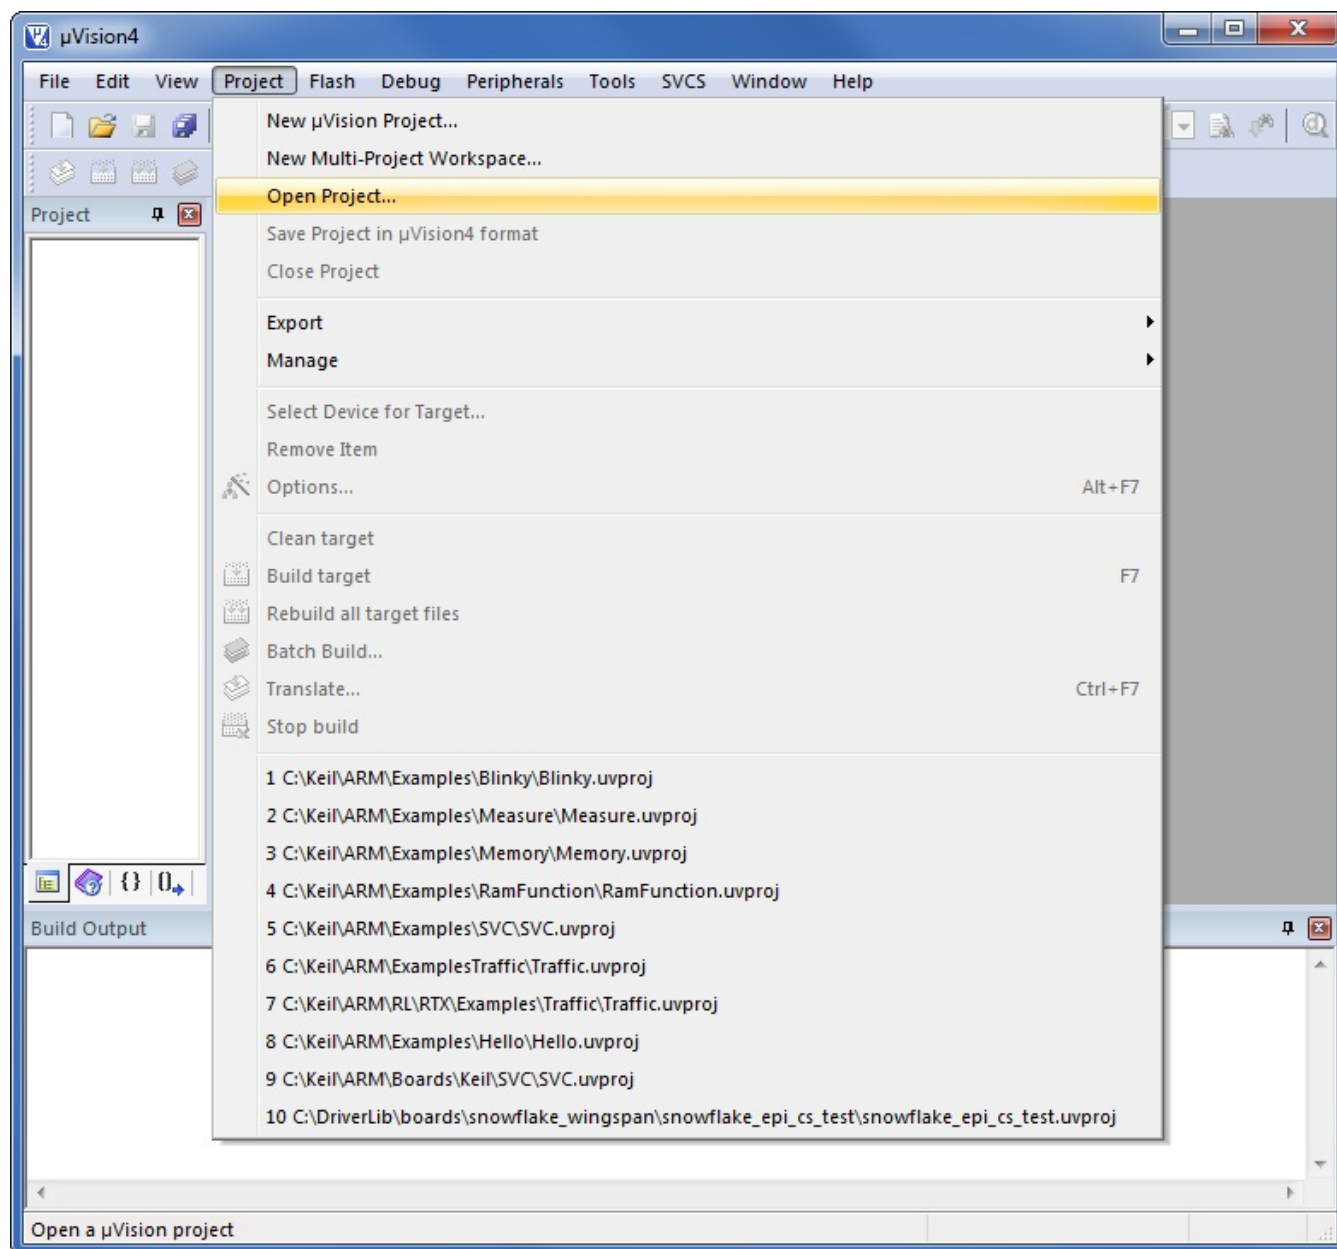 µVision4
File Edit View Project Flash Debug Peripherals Tools SVCS Window Help
New µVision Project...
New Multi-Project Workspace...
Open Project...
Save Project in µVision4 format
Close Project
Export
Manage
Select Device for Target...
Remove Item
Options... Alt+F7
Clean target
Build target F7
Rebuild all target files
Batch Build...
Translate... Ctrl+F7
Stop build
1 C:\Keil\ARM\Examples\Blinky\Blinky.uvproj
2 C:\Keil\ARM\Examples\Measure\Measure.uvproj
3 C:\Keil\ARM\Examples\Memory\Memory.uvproj
4 C:\Keil\ARM\Examples\RamFunction\RamFunction.uvproj
5 C:\Keil\ARM\Examples\SVC\SVC.uvproj
6 C:\Keil\ARM\ExamplesTraffic\Traffic.uvproj
7 C:\Keil\ARM\RL\RTX\Examples\Traffic\Traffic.uvproj
8 C:\Keil\ARM\Examples\Hello\Hello.uvproj
9 C:\Keil\ARM\Boards\Keil\SVC\SVC.uvproj
10 C:\DriverLib\boards\snowflake_wingspan\snowflake_epi_cs_test\snowflake_epi_cs_test.uvproj
Project
Build Output
Open a µVision project